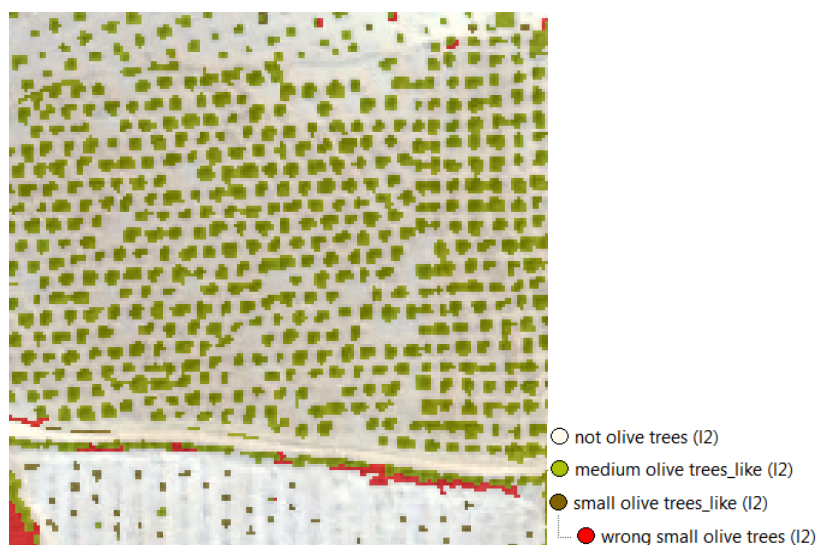 not olive trees (l2)
medium olive trees_like (l2)
small olive trees_like (l2)
wrong small olive trees (l2)